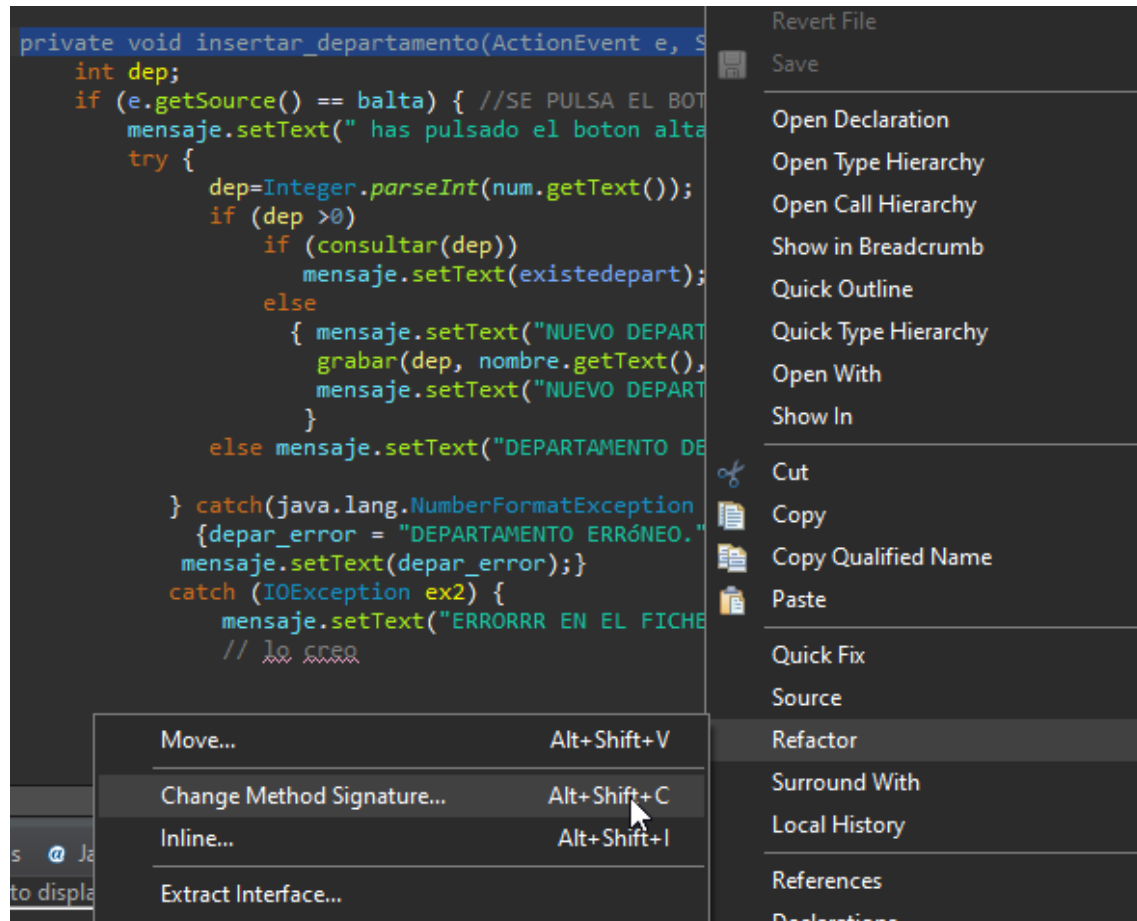 private void insertar_departamento(ActionEvent e, S
int dep;
if (e.getSource() == balta) { //SE PULSA EL BOT
mensaje.setText(" has pulsado el boton alta
try {
dep=Integer.parseInt(num.getText());
if (dep >0)
if (consultar(dep))
mensaje.setText(existedepart);
else
{ mensaje.setText("NUEVO DEPART
grabar(dep, nombre.getText(),
mensaje.setText("NUEVO DEPART
}
else mensaje.setText("DEPARTAMENTO DE
} catch(java.lang.NumberFormatException
{depar_error = "DEPARTAMENTO ERRóNEO."
mensaje.setText(depar_error);}
catch (IOException ex2) {
mensaje.setText("ERRORRR EN EL FICHE
// lo creo
Move... Alt+Shift+V
Change Method Signature... Alt+Shift+C
Inline... Alt+Shift+I
Extract Interface...
s @ Ja
to displa
Revert File
Save
Open Declaration
Open Type Hierarchy
Open Call Hierarchy
Show in Breadcrumb
Quick Outline
Quick Type Hierarchy
Open With
Show In
Cut
Copy
Copy Qualified Name
Paste
Quick Fix
Source
Refactor
Surround With
Local History
References
Declarations